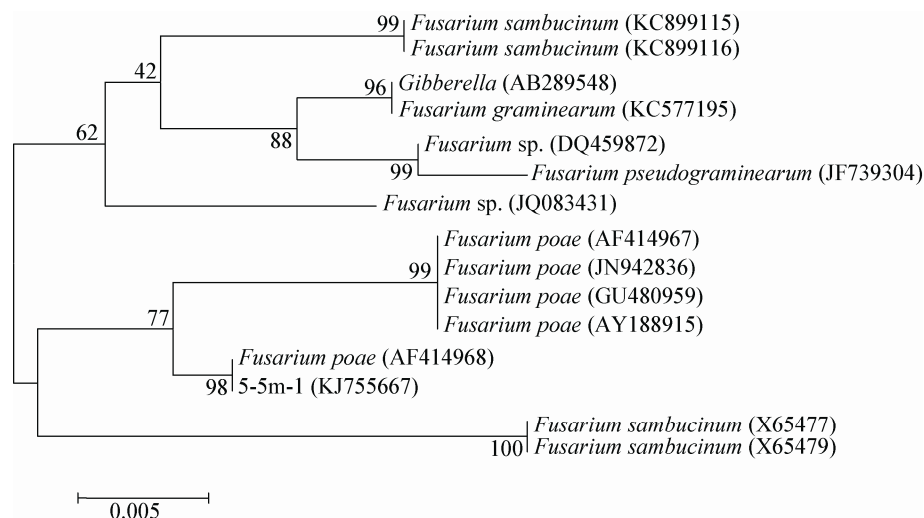 99 Fusarium sambucinum (KC899115)
Fusarium sambucinum (KC899116)
42
96 Gibberella (AB289548)
Fusarium graminearum (KC577195)
88
62
Fusarium sp. (DQ459872)
99
Fusarium pseudograminearum (JF739304)
Fusarium sp. (JQ083431)
Fusarium poae (AF414967)
99 Fusarium poae (JN942836)
Fusarium poae (GU480959)
77
Fusarium poae (AY188915)
Fusarium poae (AF414968)
98 5-5m-1 (KJ755667)
Fusarium sambucinum (X65477)
100 Fusarium sambucinum (X65479)
0.005